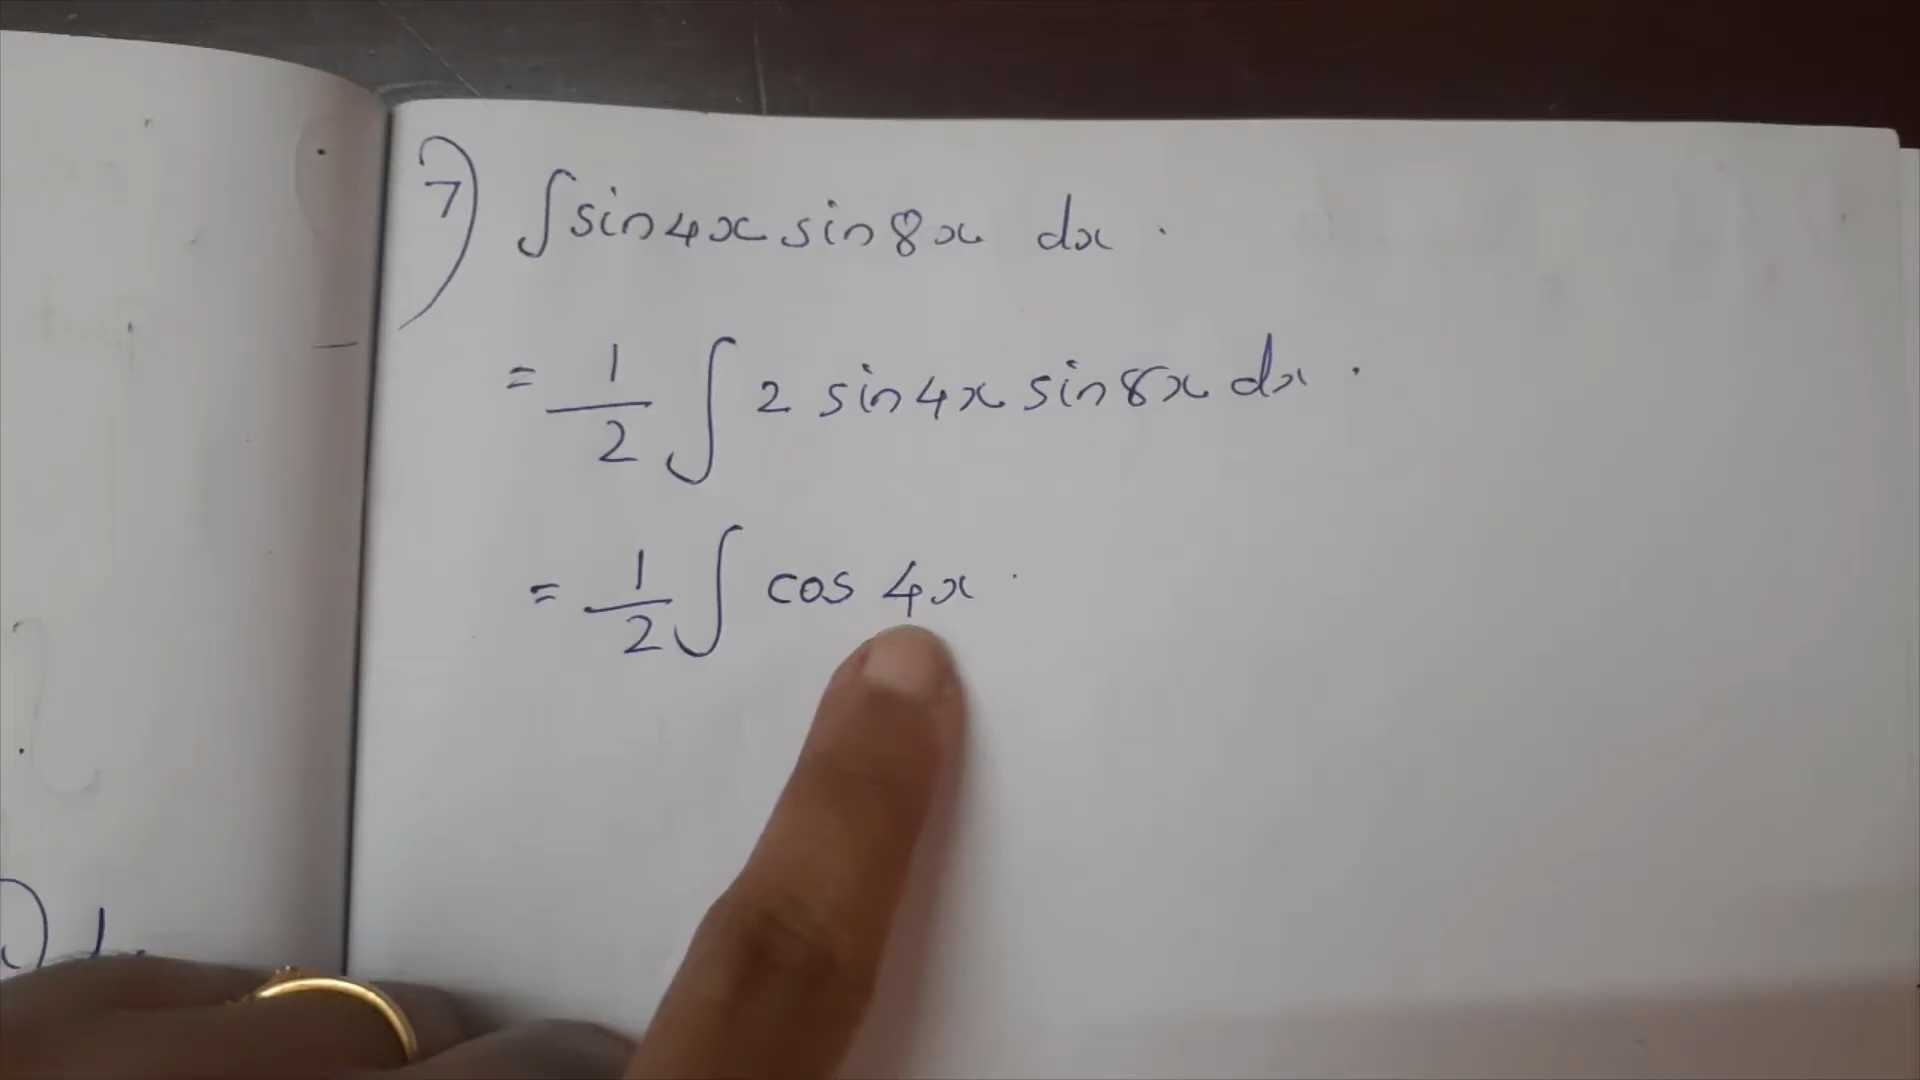 7) ∫ sin4x sin8x dx .
= 1/2 ∫ 2 sin4x sin8x dx .
= 1/2 ∫ cos 4x